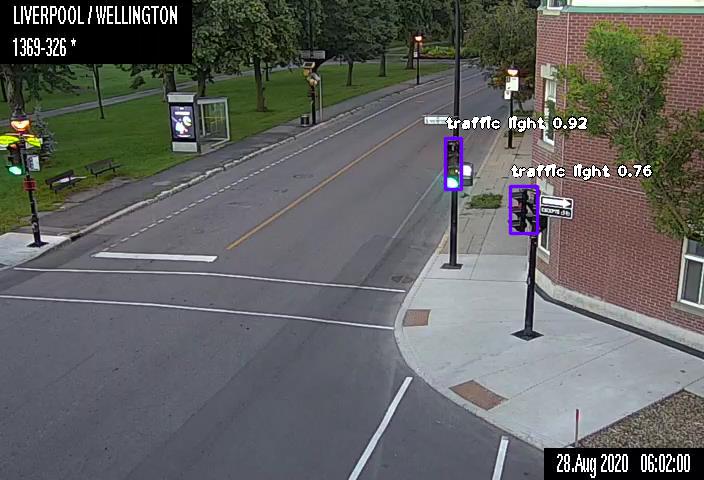 LIVERPOOL / WELLINGTON
1369-326 *
traffic light 0.92
traffic light 0.76
28.Aug 2020 06:02:00